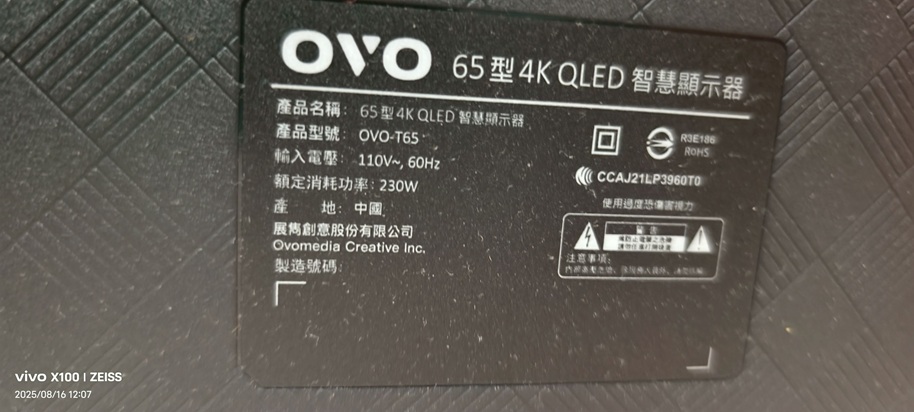 OVO 65型4K QLED 智慧顯示器
產品名稱： 65型4K QLED 智慧顯示器
產品型號： OVO-T65
輸入電壓： 110V~, 60Hz
額定消耗功率：230W
產 地：中國
展雋創意股份有限公司
Ovomedia Creative Inc.
製造號碼：
R3E186
RoHS
CCAJ21LP3960T0
使用過度恐傷害視力
警告
注意事項：
vivo X100 | ZEISS
2025/08/16 12:07